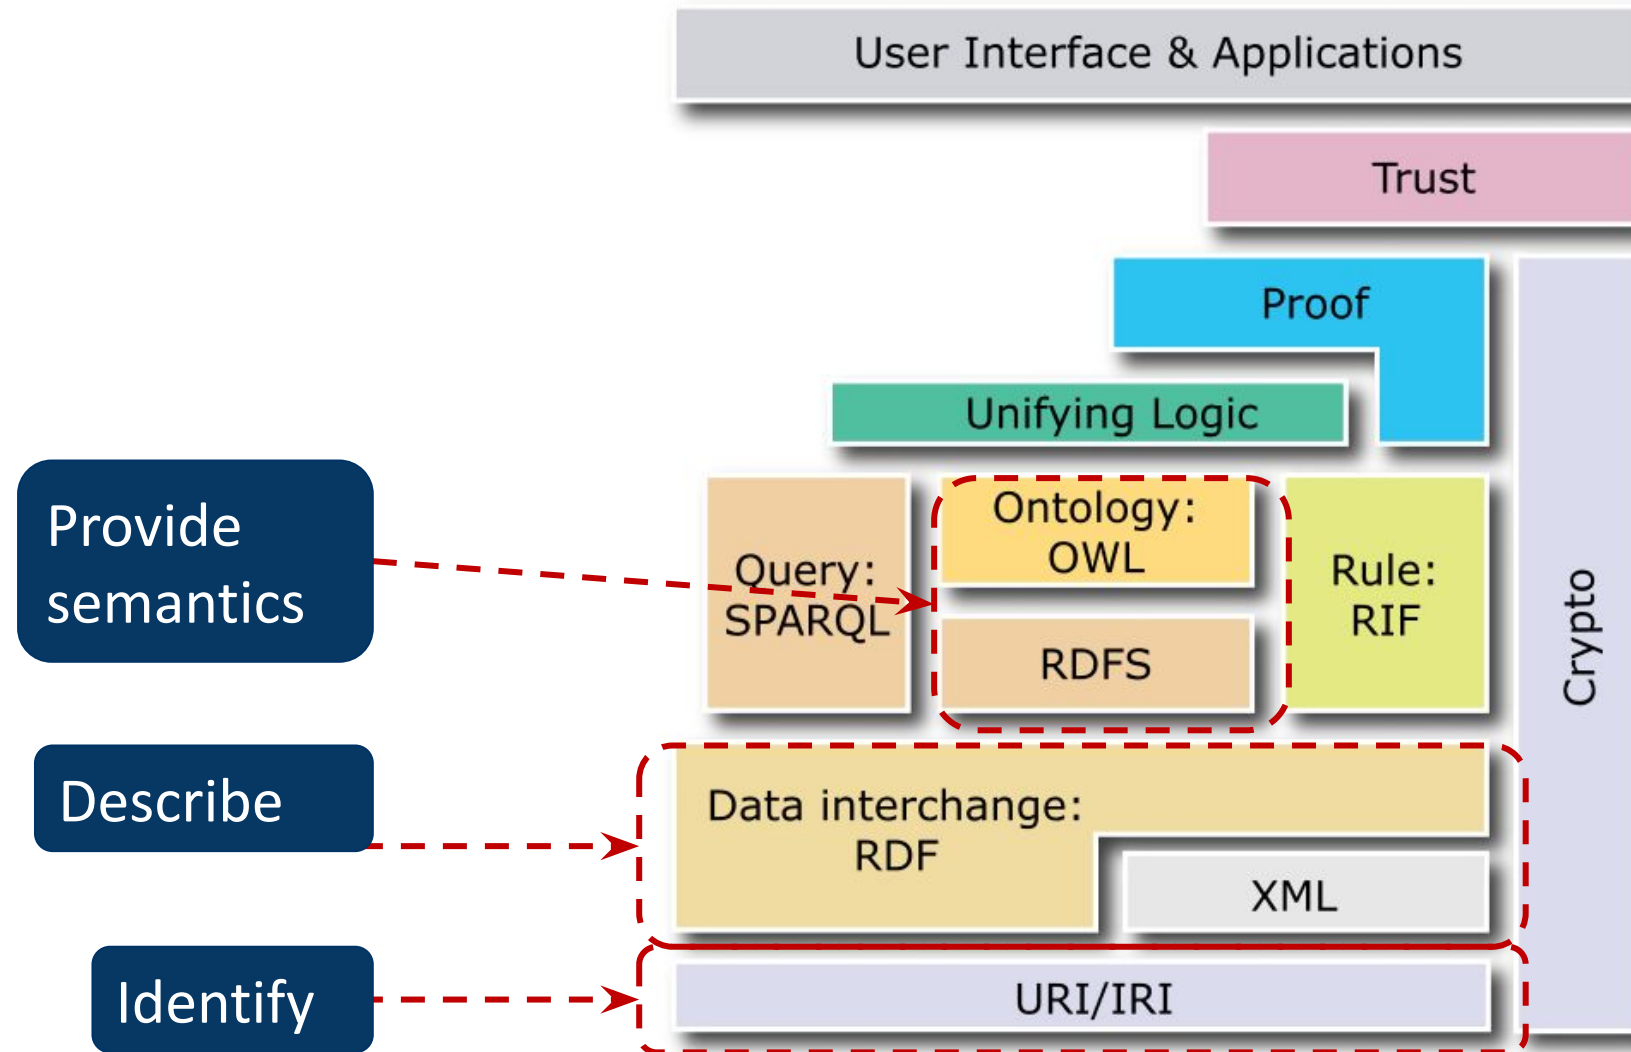 User Interface & Applications
Trust
Proof
Unifying Logic
Provide
semantics
Query:
SPARQL
Ontology:
OWL
RDFS
Rule:
RIF
Crypto
Describe
Data interchange:
RDF
XML
Identify
URI/IRI